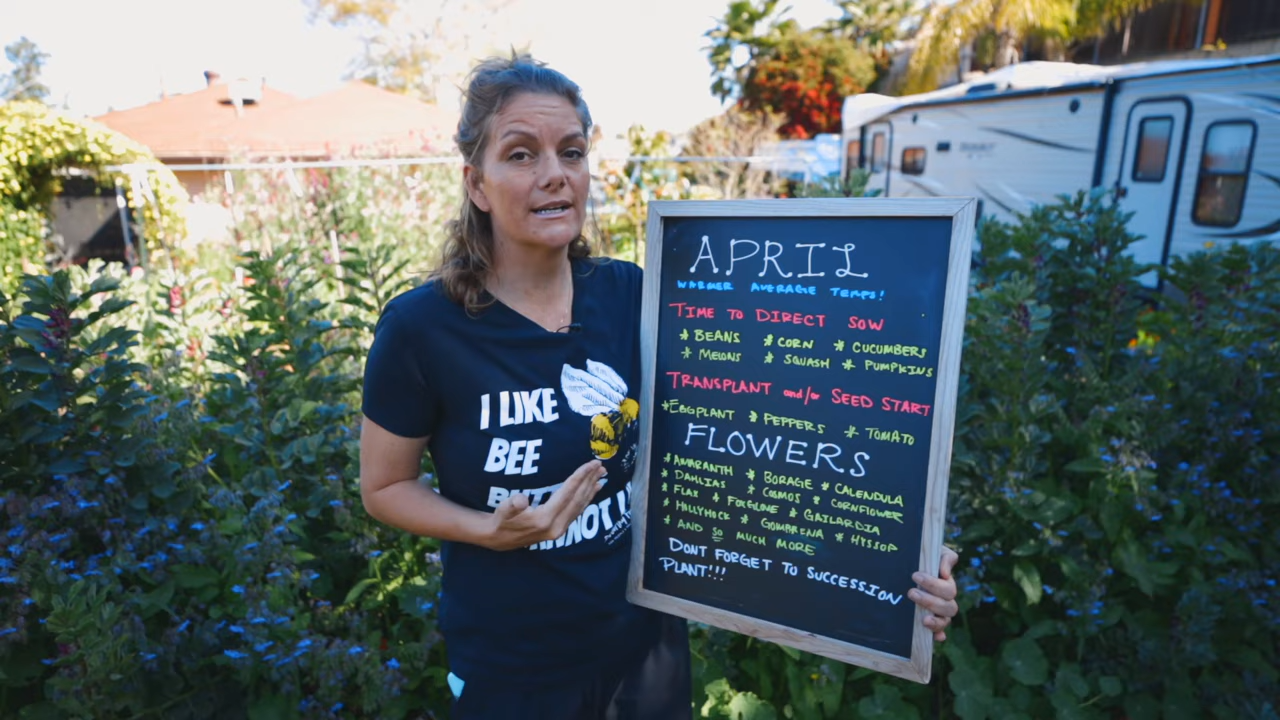 I LIKE
BEE
APRIL
WARMER AVERAGE TEMPS!
TIME TO DIRECT SOW
* BEANS * CORN * CUCUMBERS
* MELONS * SQUASH * PUMPKINS
TRANSPLANT and/or SEED START
* EGGPLANT * PEPPERS * TOMATO
FLOWERS
* AMARANTH * BORAGE * CALENDULA
* DAHLIAS * COSMOS * CORNFLOWER
* FLAX * FOXGLOVE * GAILARDIA
* HALLYHOCK * GOMPRENA * HYSSOP
* AND SO MUCH MORE
DONT FORGET TO SUCCESSION
PLANT!!!